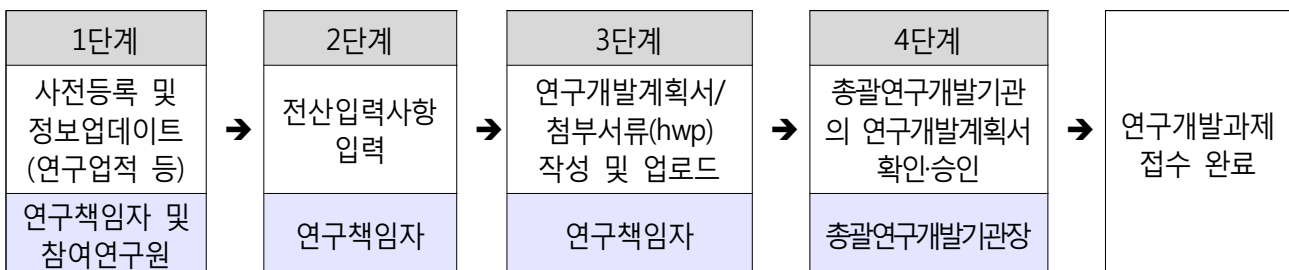 1단계
사전등록 및
정보업데이트
(연구업적 등)
연구책임자 및
참여연구원
➔
2단계
전산입력사항
입력
연구책임자
➔
3단계
연구개발계획서/
첨부서류(hwp)
작성 및 업로드
연구책임자
➔
4단계
총괄연구개발기관
의 연구개발계획서
확인·승인
총괄연구개발기관장
➔
연구개발과제
접수 완료